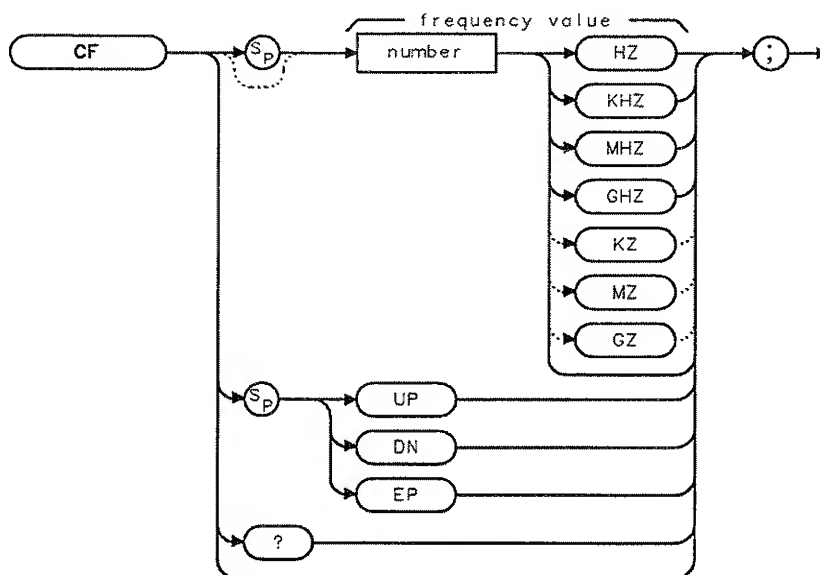 frequency value
CF
SP
number
HZ
;
KHZ
MHZ
GHZ
KZ
MZ
GZ
SP
UP
DN
EP
?